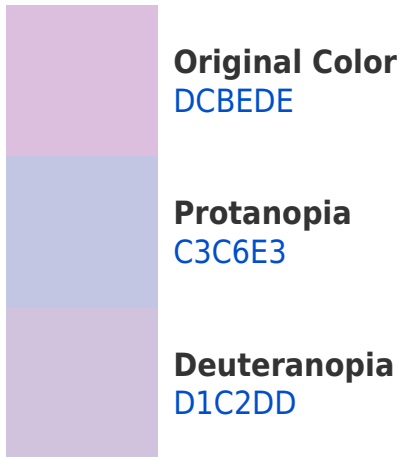 Original Color
DCBEDE
Protanopia
C3C6E3
Deuteranopia
D1C2DD